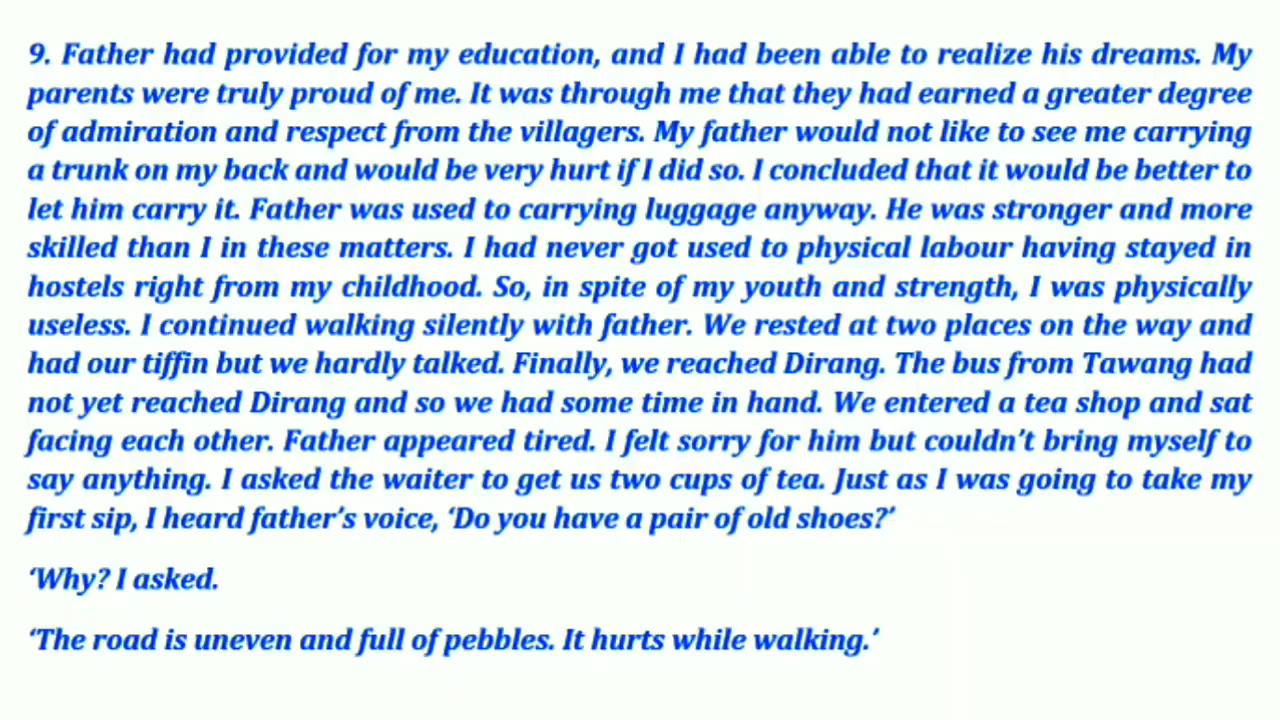 9. Father had provided for my education, and I had been able to realize his dreams. My
parents were truly proud of me. It was through me that they had earned a greater degree
of admiration and respect from the villagers. My father would not like to see me carrying
a trunk on my back and would be very hurt if I did so. I concluded that it would be better to
let him carry it. Father was used to carrying luggage anyway. He was stronger and more
skilled than I in these matters. I had never got used to physical labour having stayed in
hostels right from my childhood. So, in spite of my youth and strength, I was physically
useless. I continued walking silently with father. We rested at two places on the way and
had our tiffin but we hardly talked. Finally, we reached Dirang. The bus from Tawang had
not yet reached Dirang and so we had some time in hand. We entered a tea shop and sat
facing each other. Father appeared tired. I felt sorry for him but couldn’t bring myself to
say anything. I asked the waiter to get us two cups of tea. Just as I was going to take my
first sip, I heard father’s voice, ‘Do you have a pair of old shoes?’
‘Why? I asked.
‘The road is uneven and full of pebbles. It hurts while walking.’